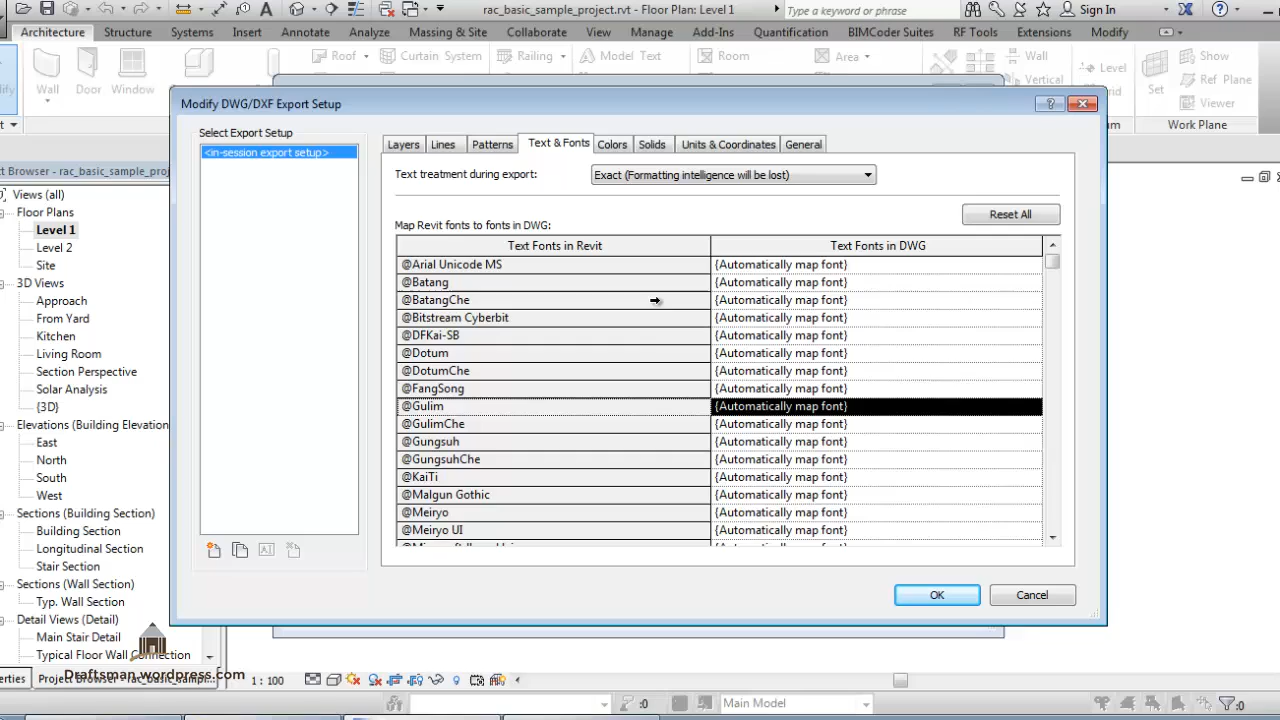 rac_basic_sample_project.rvt - Floor Plan: Level 1
Type a keyword or phrase
Sign In
Architecture Structure Systems Insert Annotate Analyze Massing & Site Collaborate View Manage Add-Ins Quantification BIMCoder Suites RF Tools Extensions Modify
Roof Curtain System Railing Model Text Room Area Wall Show
Wall Door Window Vertical Level Set Ref Plane
Viewer
Work Plane
Modify DWG/DXF Export Setup
Select Export Setup
<in-session export setup>
Layers Lines Patterns Text & Fonts Colors Solids Units & Coordinates General
Text treatment during export: Exact (Formatting intelligence will be lost)
Reset All
Map Revit fonts to fonts in DWG:
Text Fonts in Revit Text Fonts in DWG
@Arial Unicode MS {Automatically map font}
@Batang {Automatically map font}
@BatangChe {Automatically map font}
@Bitstream Cyberbit {Automatically map font}
@DFKai-SB {Automatically map font}
@Dotum {Automatically map font}
@DotumChe {Automatically map font}
@FangSong {Automatically map font}
@Gulim {Automatically map font}
@GulimChe {Automatically map font}
@Gungsuh {Automatically map font}
@GungsuhChe {Automatically map font}
@KaiTi {Automatically map font}
@Malgun Gothic {Automatically map font}
@Meiryo {Automatically map font}
@Meiryo UI {Automatically map font}
OK Cancel
ct Browser - rac_basic_sample_proj
Views (all)
Floor Plans
Level 1
Level 2
Site
3D Views
Approach
From Yard
Kitchen
Living Room
Section Perspective
Solar Analysis
{3D}
Elevations (Building Elevation
East
North
South
West
Sections (Building Section)
Building Section
Longitudinal Section
Stair Section
Sections (Wall Section)
Typ. Wall Section
Detail Views (Detail)
Main Stair Detail
Typical Floor Wall Connection
erties Project Browser - rac_basic_sampl...
Draftsman.wordpress.com
1 : 100
:0 Main Model :0